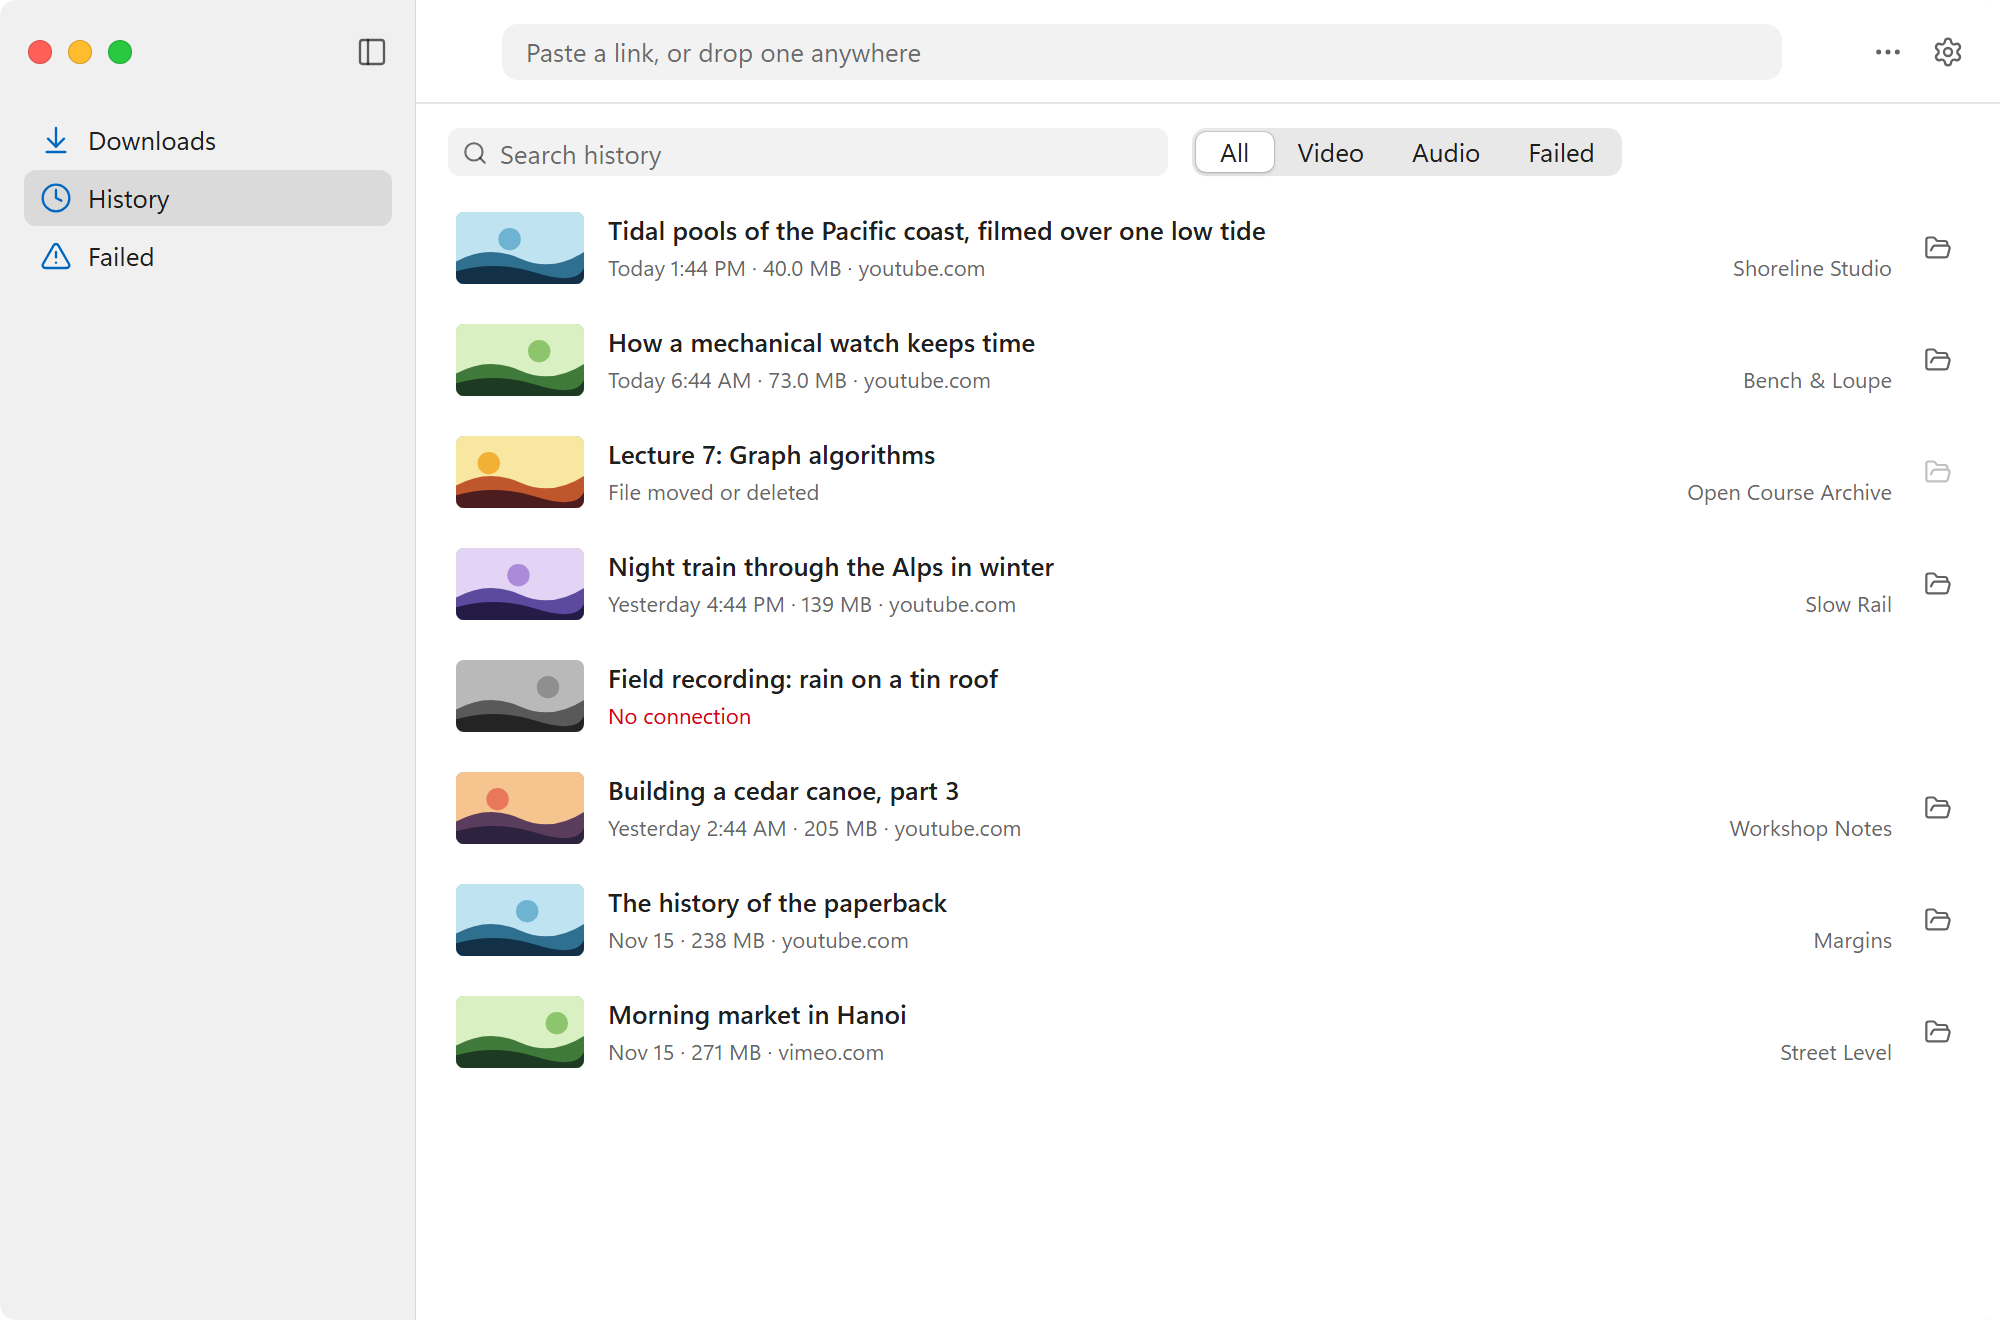 Paste a link, or drop one anywhere
Downloads
History
Failed
Search history
All Video Audio Failed
Tidal pools of the Pacific coast, filmed over one low tide
Today 1:44 PM · 40.0 MB · youtube.com
Shoreline Studio
How a mechanical watch keeps time
Today 6:44 AM · 73.0 MB · youtube.com
Bench & Loupe
Lecture 7: Graph algorithms
File moved or deleted
Open Course Archive
Night train through the Alps in winter
Yesterday 4:44 PM · 139 MB · youtube.com
Slow Rail
Field recording: rain on a tin roof
No connection
Building a cedar canoe, part 3
Yesterday 2:44 AM · 205 MB · youtube.com
Workshop Notes
The history of the paperback
Nov 15 · 238 MB · youtube.com
Margins
Morning market in Hanoi
Nov 15 · 271 MB · vimeo.com
Street Level